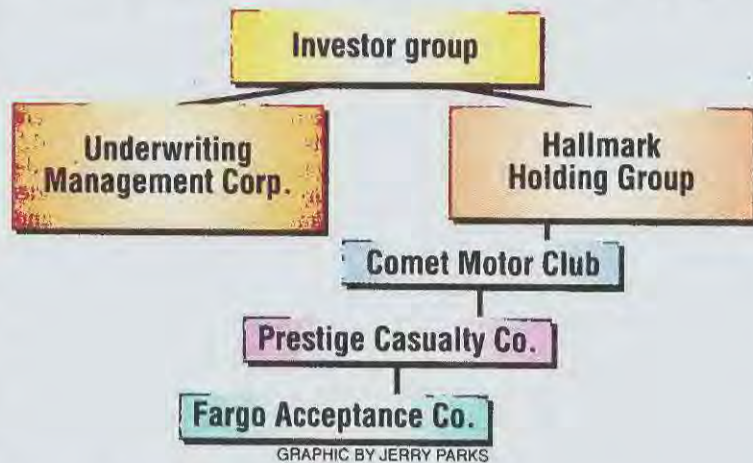 Investor group
Underwriting
Management Corp.
Hallmark
Holding Group
Comet Motor Club
Prestige Casualty Co.
Fargo Acceptance Co.
GRAPHIC BY JERRY PARKS